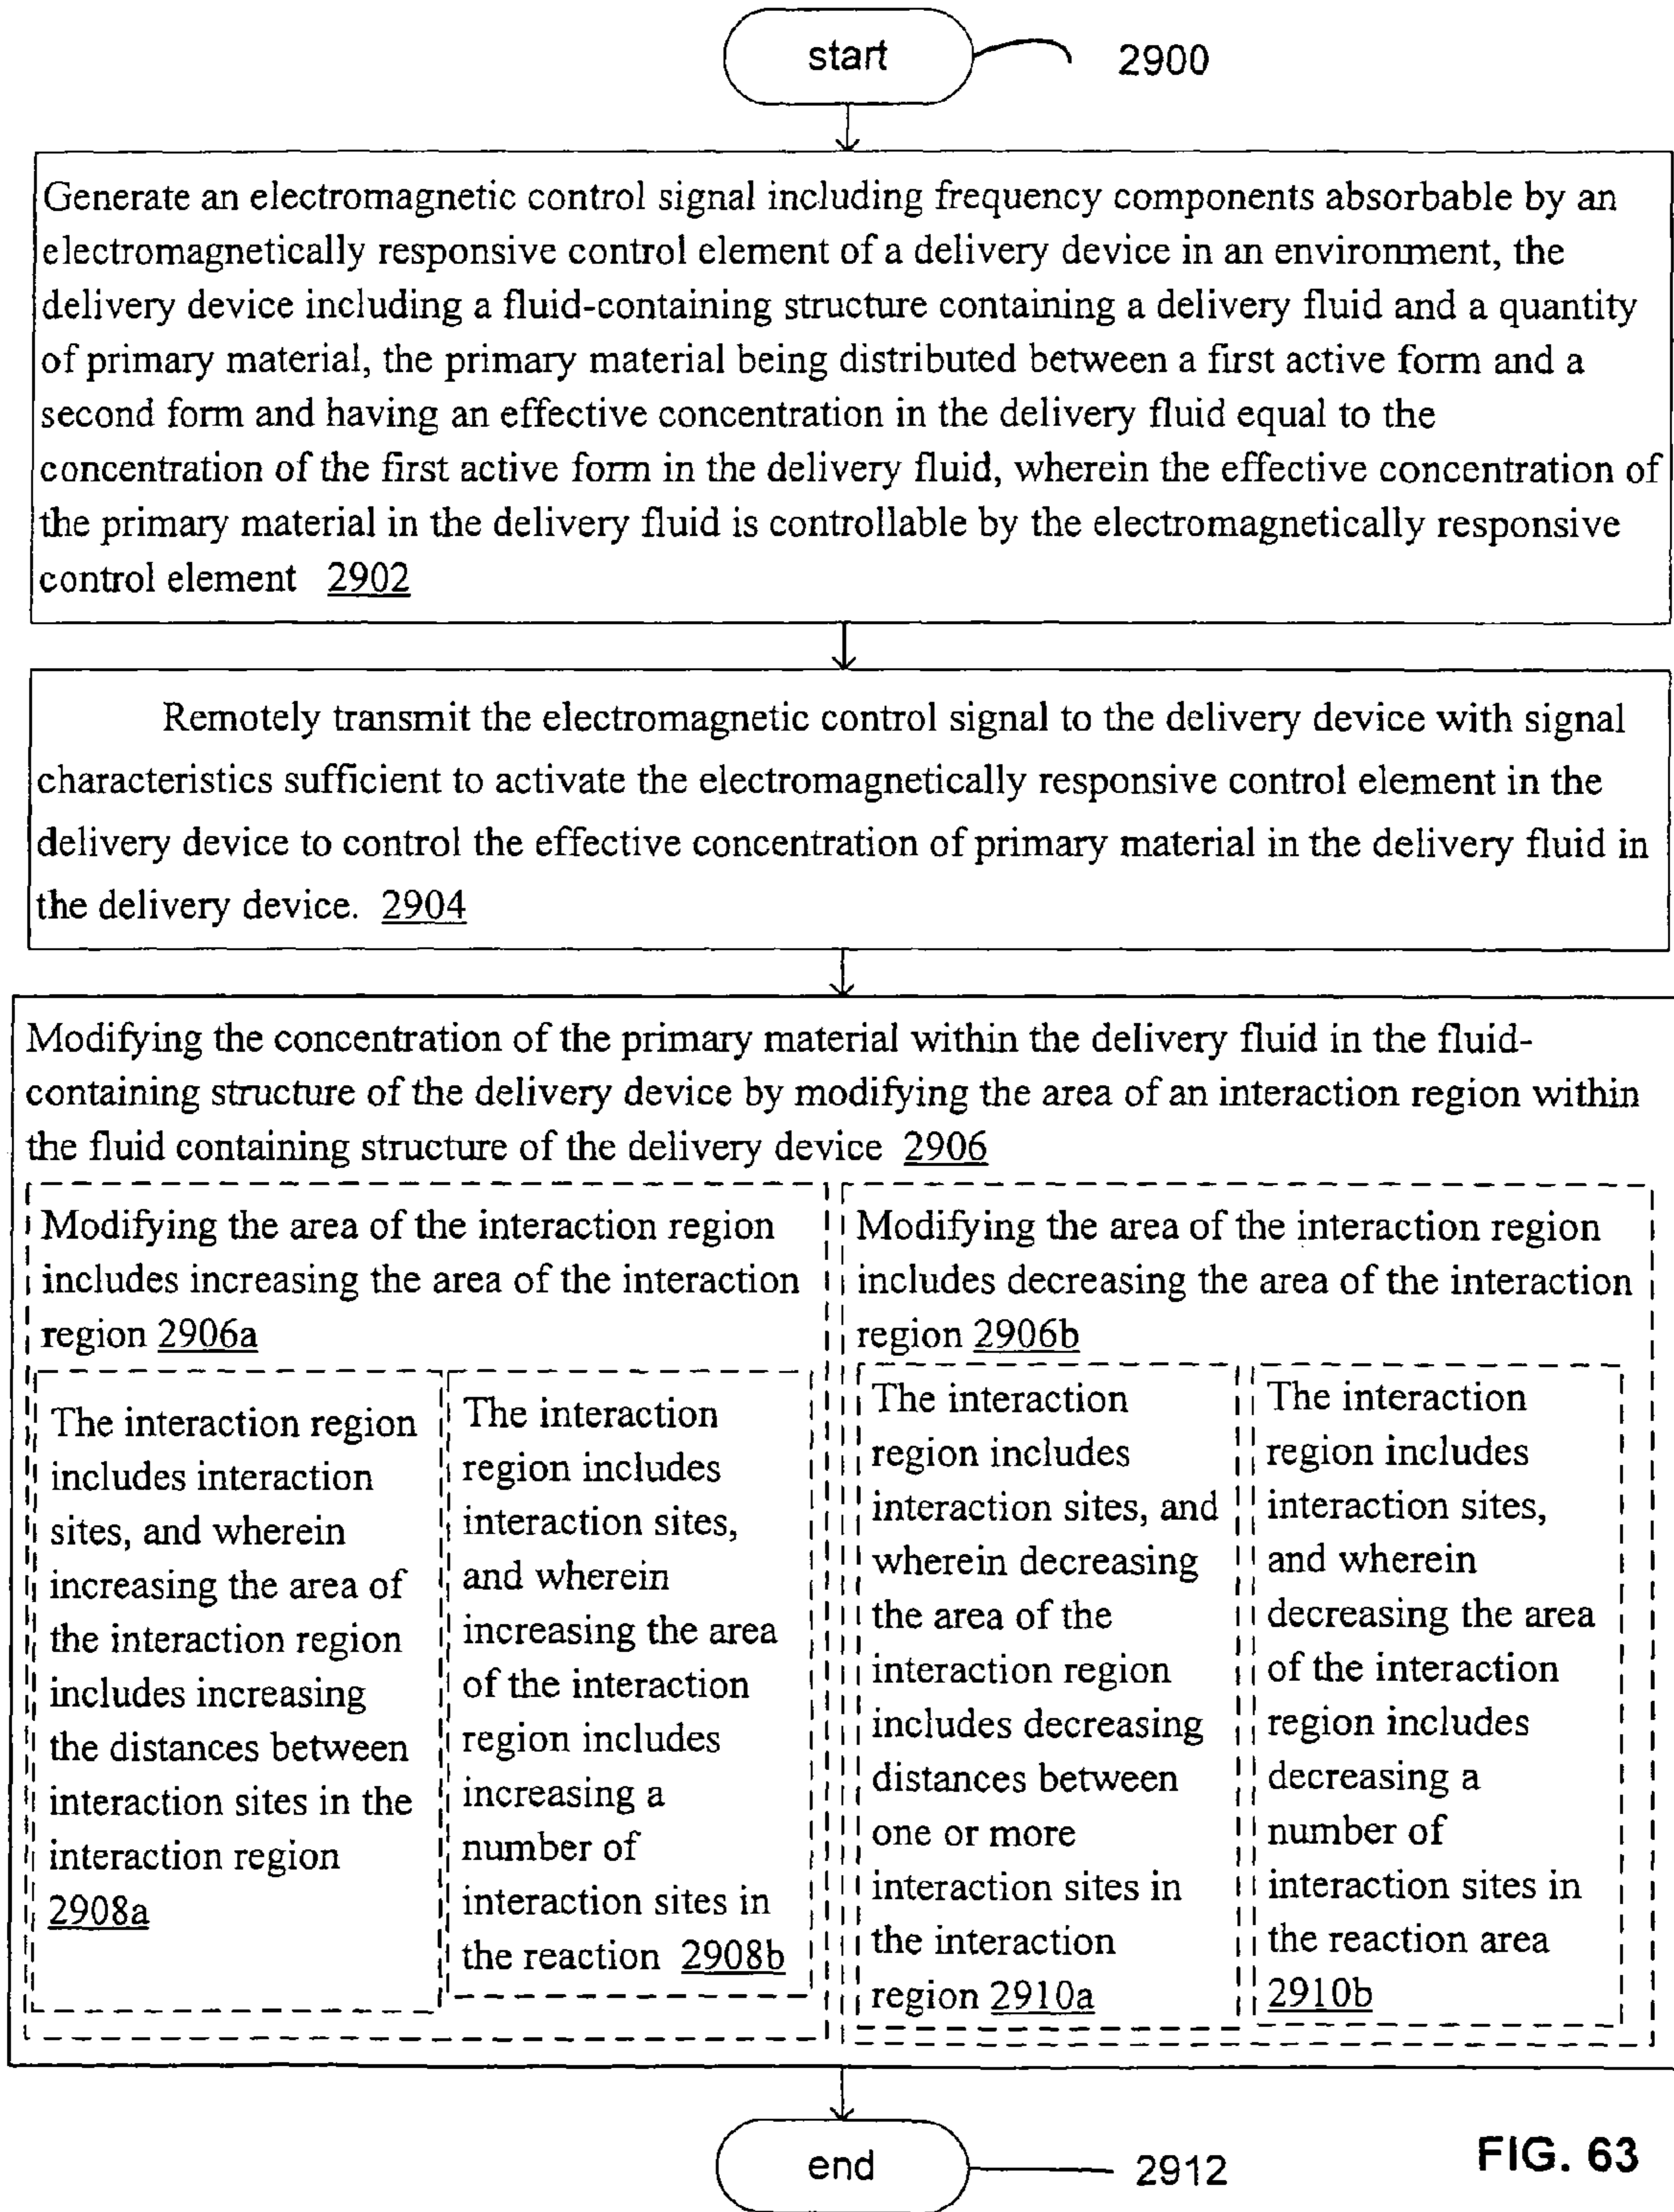 start
2900
Generate an electromagnetic control signal including frequency components absorbable by an
electromagnetically responsive control element of a delivery device in an environment, the
delivery device including a fluid-containing structure containing a delivery fluid and a quantity
of primary material, the primary material being distributed between a first active form and a
second form and having an effective concentration in the delivery fluid equal to the
concentration of the first active form in the delivery fluid, wherein the effective concentration of
the primary material in the delivery fluid is controllable by the electromagnetically responsive
control element 2902
Remotely transmit the electromagnetic control signal to the delivery device with signal
characteristics sufficient to activate the electromagnetically responsive control element in the
delivery device to control the effective concentration of primary material in the delivery fluid in
the delivery device. 2904
Modifying the concentration of the primary material within the delivery fluid in the fluid-
containing structure of the delivery device by modifying the area of an interaction region within
the fluid containing structure of the delivery device 2906
Modifying the area of the interaction region
includes increasing the area of the interaction
region 2906a
The interaction region
includes interaction
sites, and wherein
increasing the area of
the interaction region
includes increasing
the distances between
interaction sites in the
interaction region
2908a
The interaction
region includes
interaction sites,
and wherein
increasing the area
of the interaction
region includes
increasing a
number of
interaction sites in
the reaction 2908b
Modifying the area of the interaction region
includes decreasing the area of the interaction
region 2906b
The interaction
region includes
interaction sites, and
wherein decreasing
the area of the
interaction region
includes decreasing
distances between
one or more
interaction sites in
the interaction
region 2910a
The interaction
region includes
interaction sites,
and wherein
decreasing the area
of the interaction
region includes
decreasing a
number of
interaction sites in
the reaction area
2910b
end
2912
FIG. 63